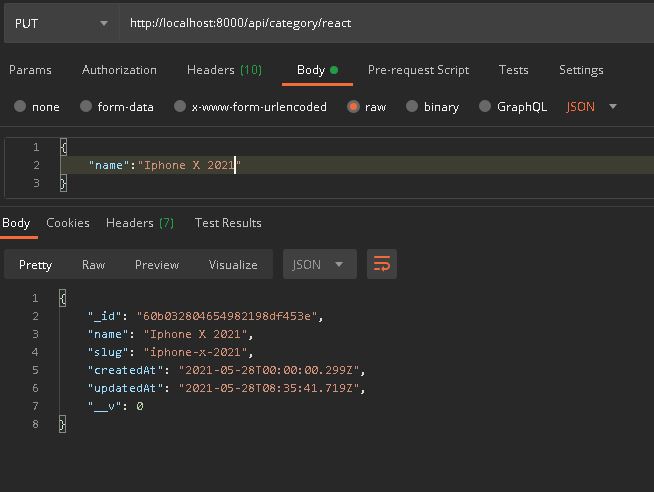 PUT http://localhost:8000/api/category/react
Params Authorization Headers (10) Body Pre-request Script Tests Settings
none form-data x-www-form-urlencoded raw binary GraphQL JSON
1 {
2 "name":"Iphone X 2021"
3 }
Body Cookies Headers (7) Test Results
Pretty Raw Preview Visualize JSON
1 {
2 "_id": "60b032804654982198df453e",
3 "name": "Iphone X 2021",
4 "slug": "iphone-x-2021",
5 "createdAt": "2021-05-28T00:00:00.299Z",
6 "updatedAt": "2021-05-28T08:35:41.719Z",
7 "__v": 0
8 }